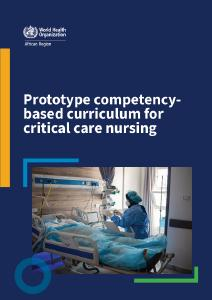 World Health
Organization
African Region
Prototype competency-
based curriculum for
critical care nursing